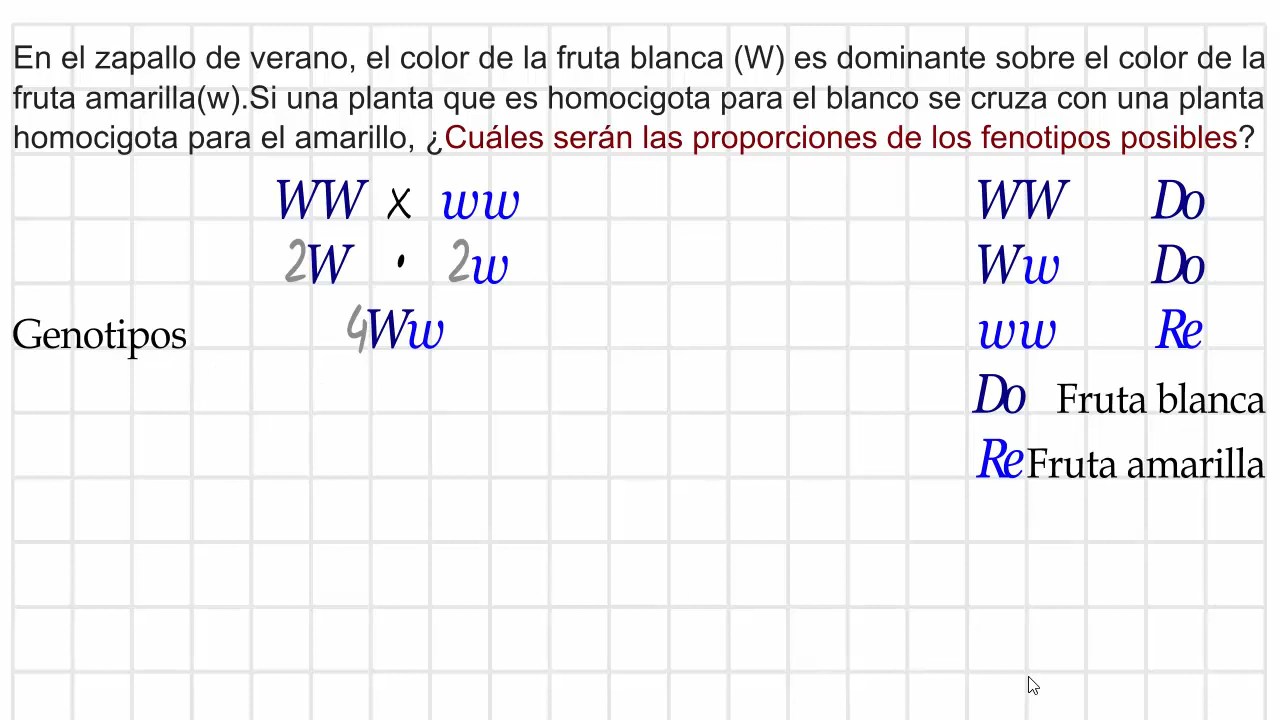 En el zapallo de verano, el color de la fruta blanca (W) es dominante sobre el color de la
fruta amarilla(w).Si una planta que es homocigota para el blanco se cruza con una planta
homocigota para el amarillo, ¿Cuáles serán las proporciones de los fenotipos posibles?
WW x ww WW Do
2W · 2w Ww Do
Genotipos 4Ww ww Re
Do Fruta blanca
Re Fruta amarilla